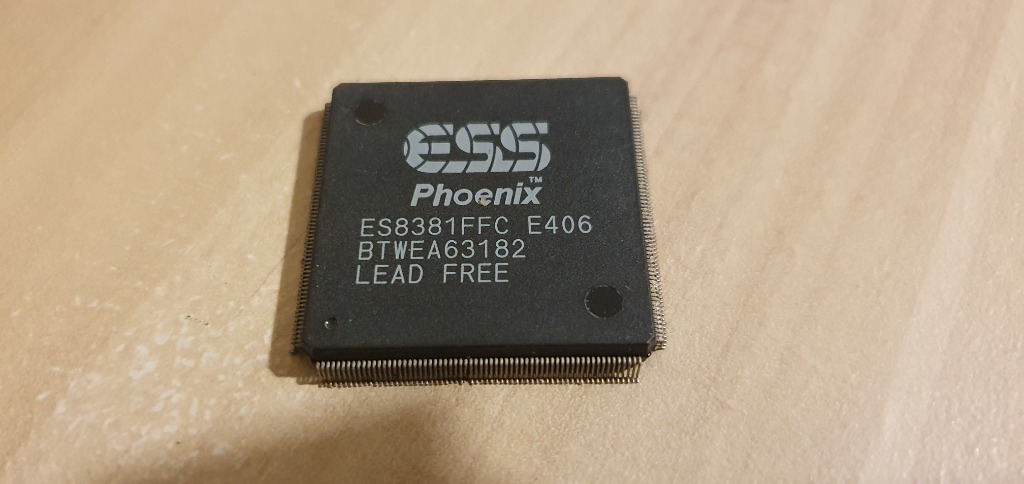 ESS
Phoenix™
ES8381FFC E406
BTWEA63182
LEAD FREE